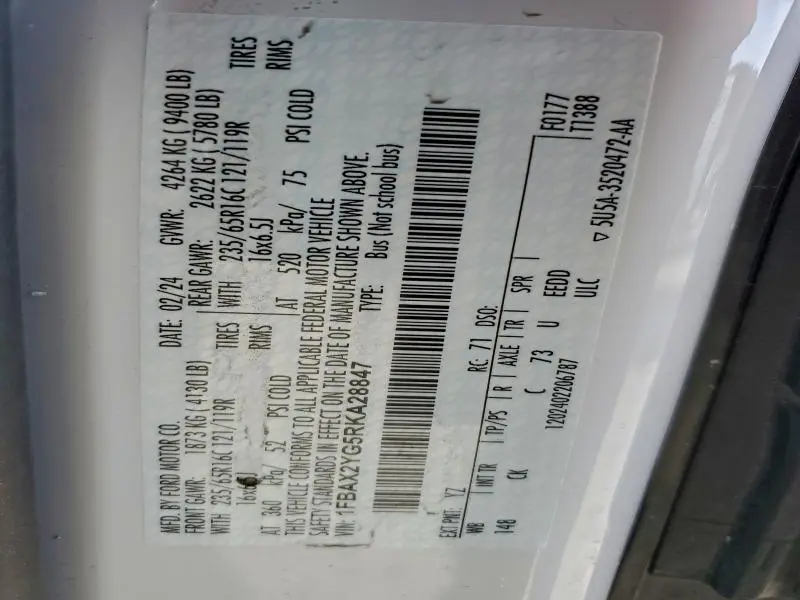 MFD. BY FORD MOTOR CO.
DATE: 02/24 GVWR: 4264 KG ( 9400 LB)
FRONT GAWR: 1873 KG ( 4130 LB)
REAR GAWR: 2622 KG ( 5780 LB)
WITH 235/65R16C 121/119R TIRES
WITH 235/65R16C 121/119R TIRES
16x6.5J RIMS
16x6.5J RIMS
AT 360 kPa/ 52 PSI COLD
AT 520 kPa/ 75 PSI COLD
THIS VEHICLE CONFORMS TO ALL APPLICABLE FEDERAL MOTOR VEHICLE
SAFETY STANDARDS IN EFFECT ON THE DATE OF MANUFACTURE SHOWN ABOVE.
VIN: 1FBAX2YG5RKA28847
TYPE: Bus (Not school bus)
EXT PNT: YZ RC: 71 DSO: F0177
WB INT TR TP/PS R AXLE TR SPR T1388
148 CK C 73 U EEDD
1202402206787 ULC
▽ 5U5A-3520472-AA